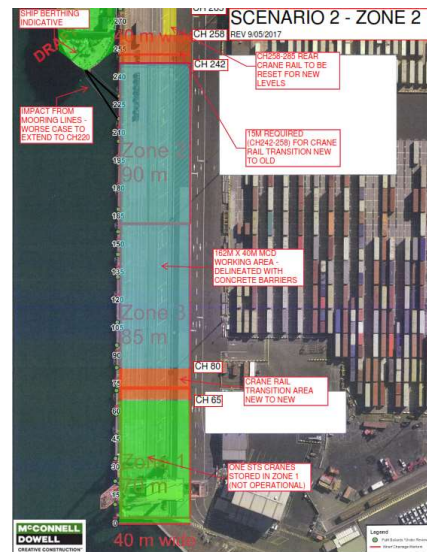 SHIP BERTHING
INDICATIVE
SCENARIO 2 - ZONE 2
REV 9/05/2017
CH 258
CH 242
CH258-285 REAR
CRANE RAIL TO BE
RESET FOR NEW
LEVELS
IMPACT FROM
MOORING LINES -
WORSE CASE TO
EXTEND TO CH220
15M REQUIRED
(CH242-258) FOR CRANE
RAIL TRANSITION NEW
TO OLD
Zone
90 m
162M X 40M MCD
WORKING AREA -
DELINEATED WITH
CONCRETE BARRIERS
Zone 3
85 m
CH 80
CRANE RAIL
TRANSITION AREA
NEW TO NEW
CH 65
Zone 1
ONE STS CRANES
STORED IN ZONE 1
(NOT OPERATIONAL)
40 m wide
McCONNELL
DOWELL
CREATIVE CONSTRUCTION
Legend